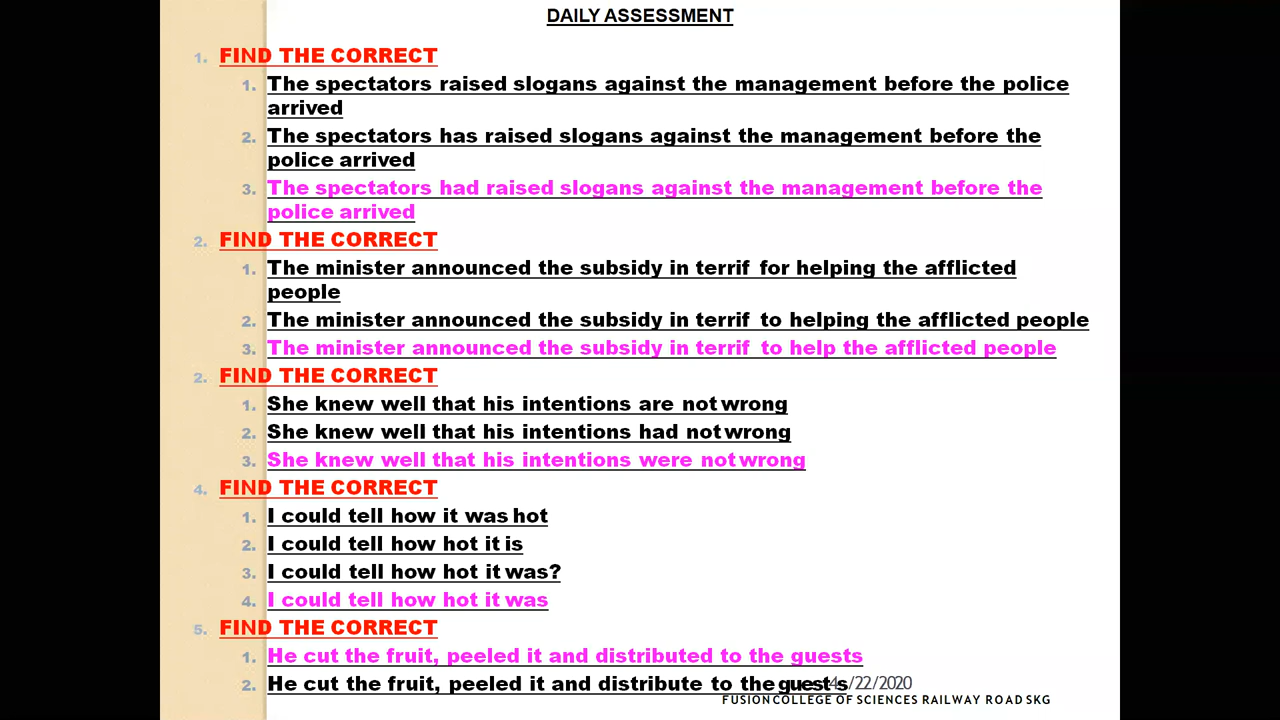 DAILY ASSESSMENT
1. FIND THE CORRECT
1. The spectators raised slogans against the management before the police
arrived
2. The spectators has raised slogans against the management before the
police arrived
3. The spectators had raised slogans against the management before the
police arrived
2. FIND THE CORRECT
1. The minister announced the subsidy in terrif for helping the afflicted
people
2. The minister announced the subsidy in terrif to helping the afflicted people
3. The minister announced the subsidy in terrif to help the afflicted people
2. FIND THE CORRECT
1. She knew well that his intentions are not wrong
2. She knew well that his intentions had not wrong
3. She knew well that his intentions were not wrong
4. FIND THE CORRECT
1. I could tell how it was hot
2. I could tell how hot it is
3. I could tell how hot it was?
4. I could tell how hot it was
5. FIND THE CORRECT
1. He cut the fruit, peeled it and distributed to the guests
2. He cut the fruit, peeled it and distribute to the guests
4/22/2020
FUSION COLLEGE OF SCIENCES RAILWAY ROAD SKG